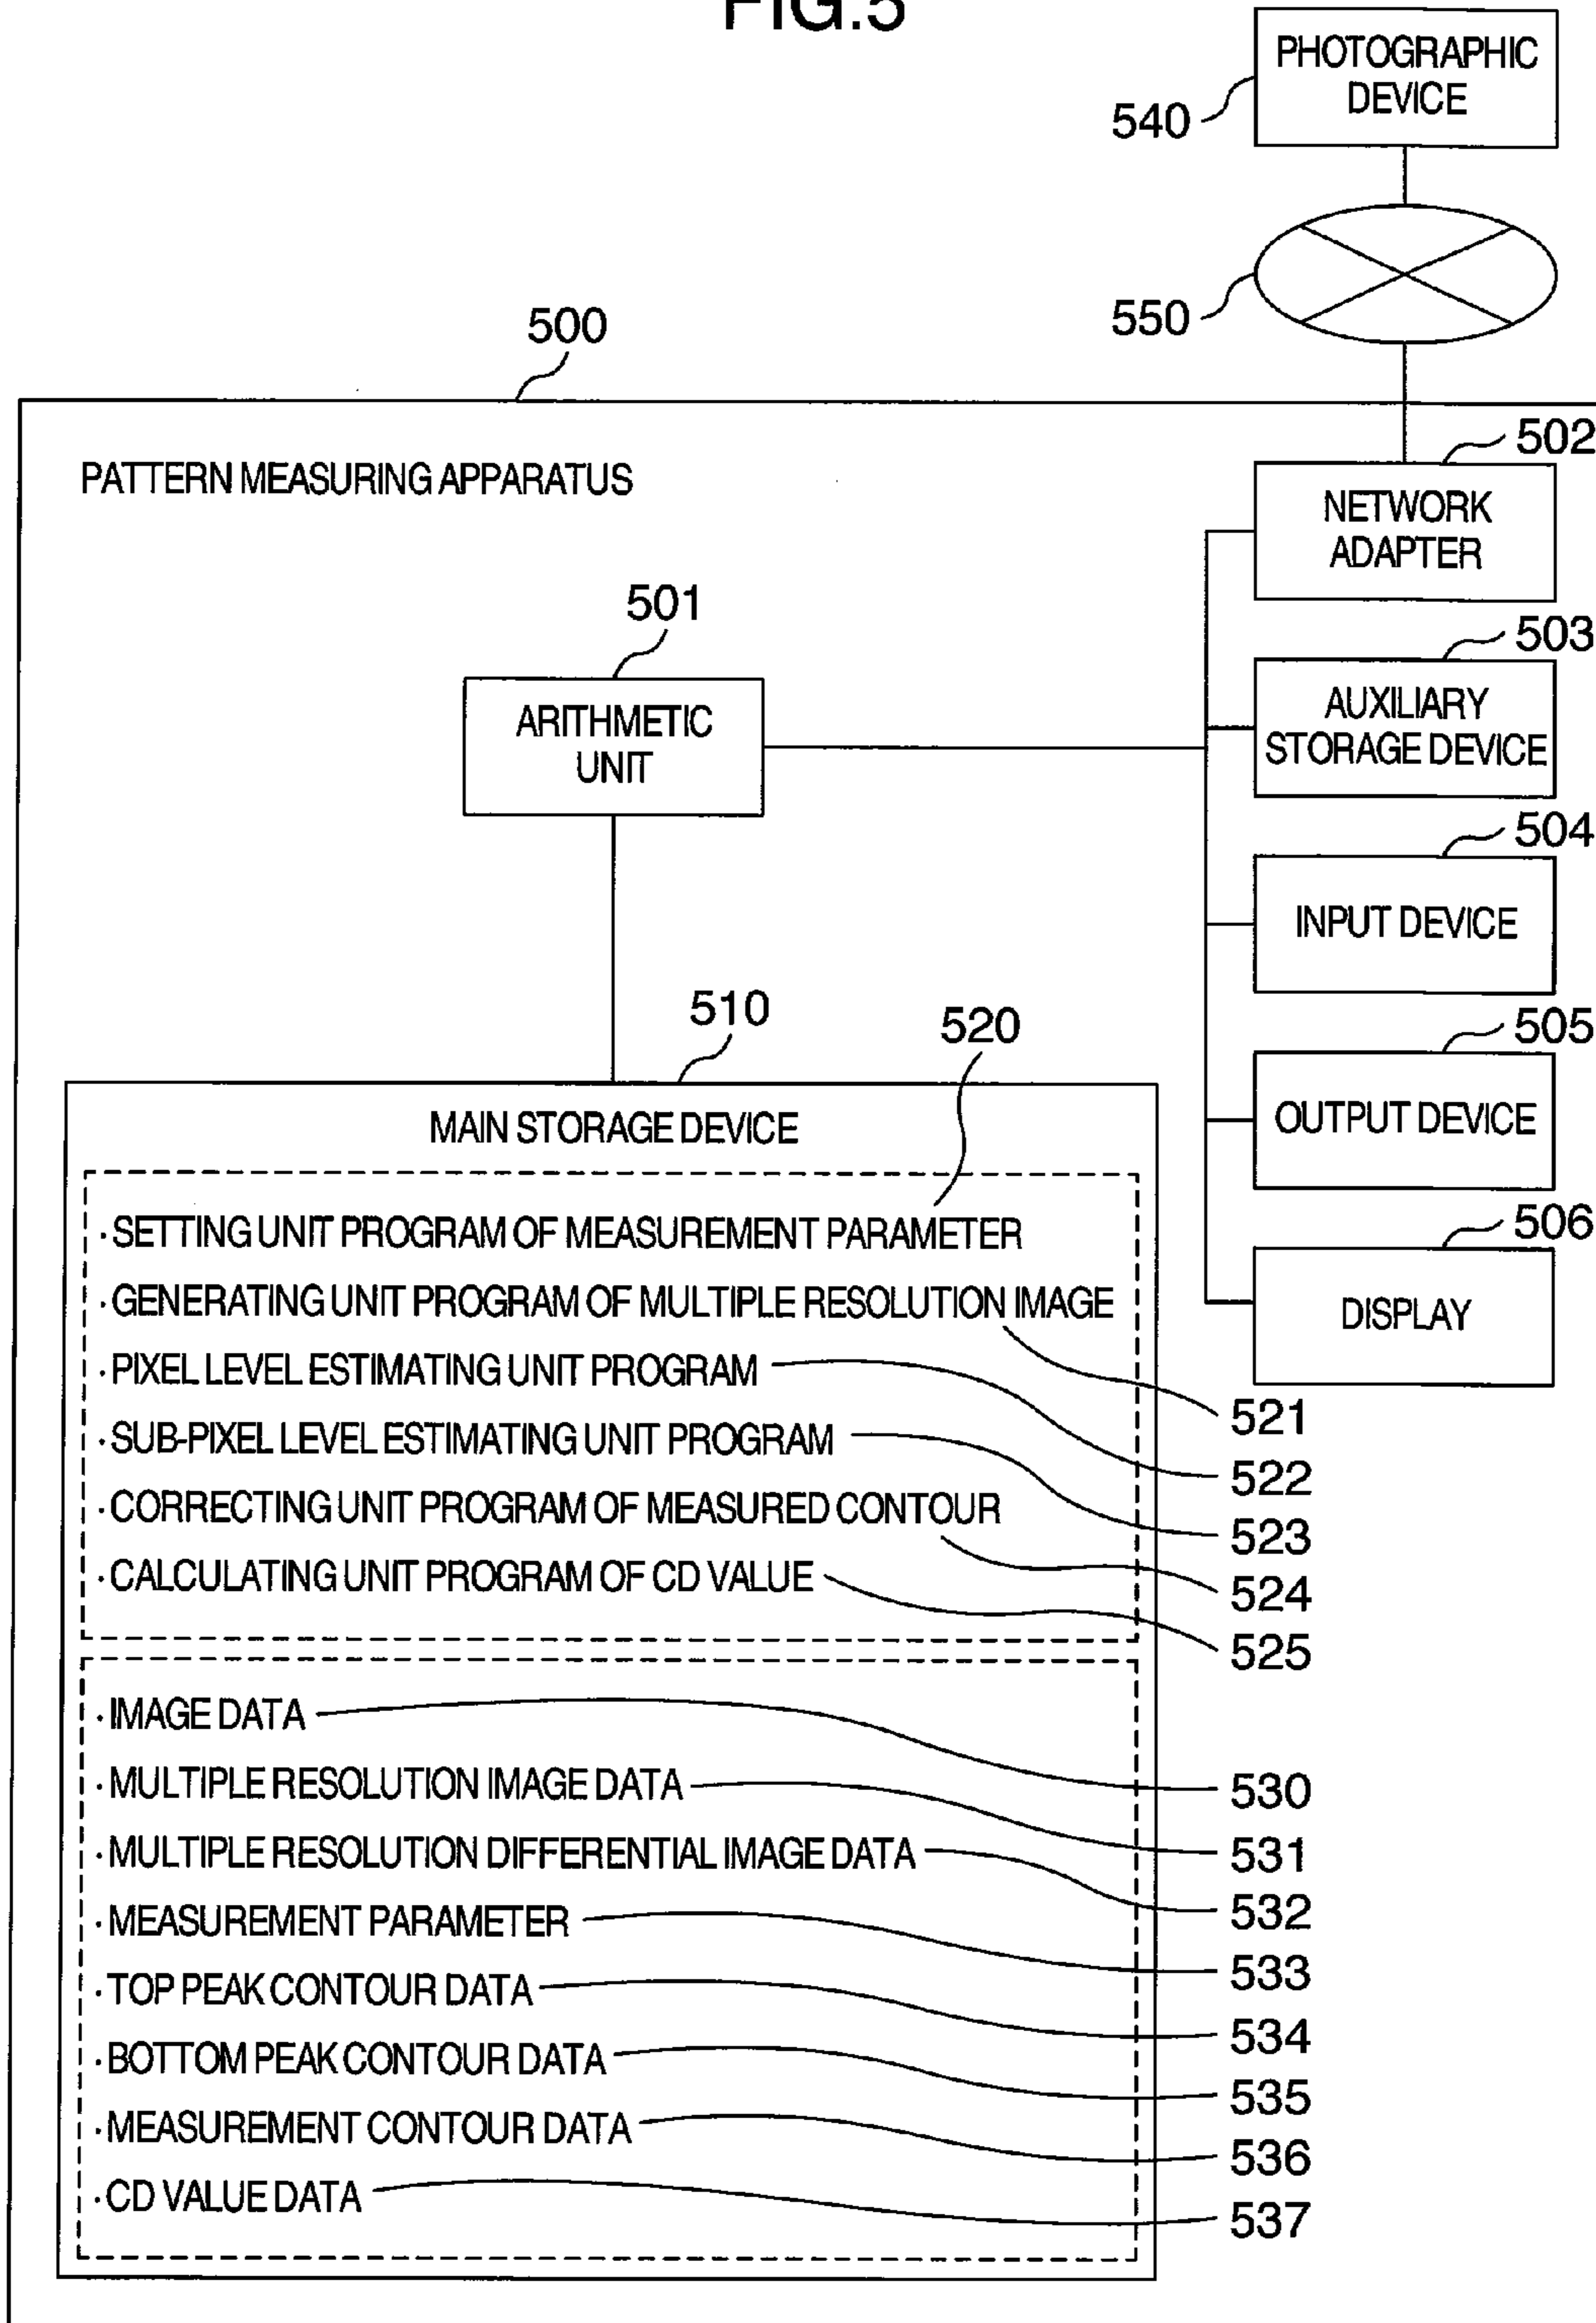 FIG.5
PHOTOGRAPHIC
DEVICE
540
550
500
PATTERN MEASURING APPARATUS
502
NETWORK
ADAPTER
501
ARITHMETIC
UNIT
503
AUXILIARY
STORAGE DEVICE
504
INPUT DEVICE
505
OUTPUT DEVICE
506
DISPLAY
510
520
MAIN STORAGE DEVICE
· SETTING UNIT PROGRAM OF MEASUREMENT PARAMETER
· GENERATING UNIT PROGRAM OF MULTIPLE RESOLUTION IMAGE
· PIXEL LEVEL ESTIMATING UNIT PROGRAM
· SUB-PIXEL LEVEL ESTIMATING UNIT PROGRAM
· CORRECTING UNIT PROGRAM OF MEASURED CONTOUR
· CALCULATING UNIT PROGRAM OF CD VALUE
521
522
523
524
525
· IMAGE DATA
· MULTIPLE RESOLUTION IMAGE DATA
· MULTIPLE RESOLUTION DIFFERENTIAL IMAGE DATA
· MEASUREMENT PARAMETER
· TOP PEAK CONTOUR DATA
· BOTTOM PEAK CONTOUR DATA
· MEASUREMENT CONTOUR DATA
· CD VALUE DATA
530
531
532
533
534
535
536
537